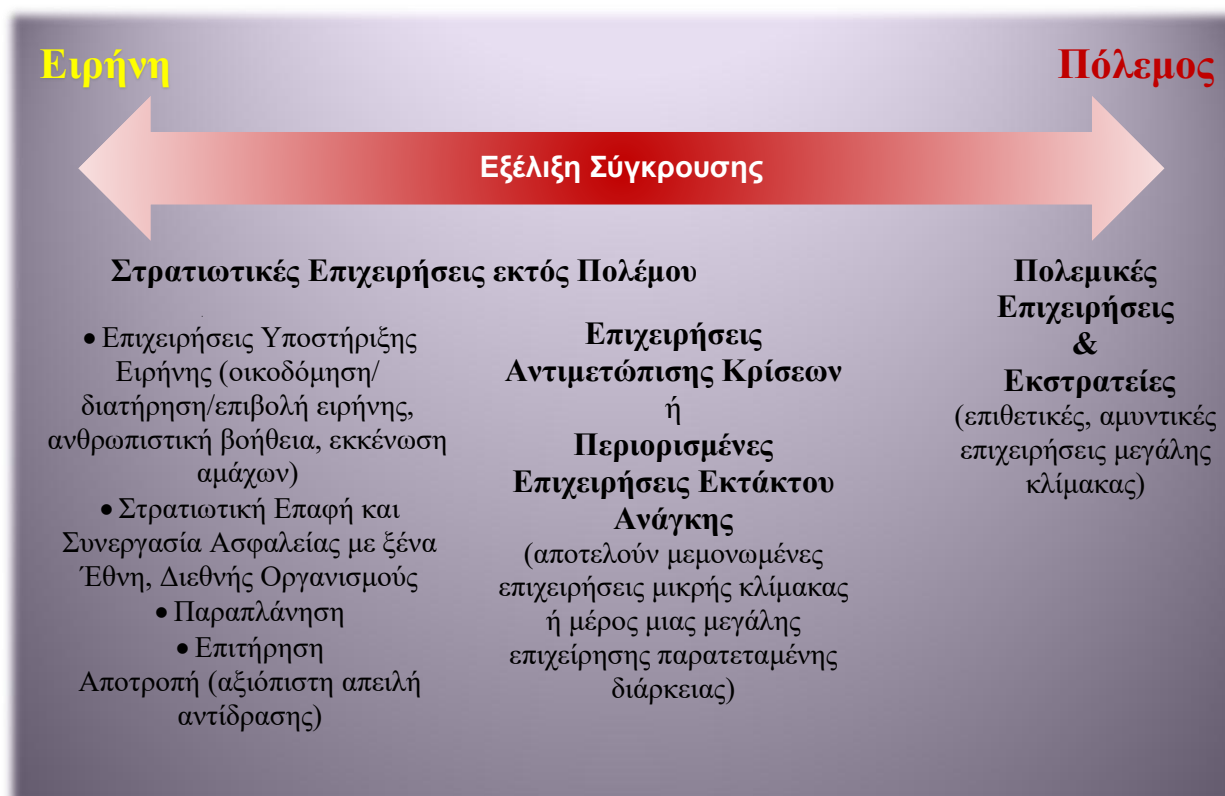 Ειρήνη
Πόλεμος
Εξέλιξη Σύγκρουσης
Στρατιωτικές Επιχειρήσεις εκτός Πολέμου
• Επιχειρήσεις Υποστήριξης
Ειρήνης (οικοδόμηση/
διατήρηση/επιβολή ειρήνης,
ανθρωπιστική βοήθεια, εκκένωση
αμάχων)
• Στρατιωτική Επαφή και
Συνεργασία Ασφαλείας με ξένα
Έθνη, Διεθνής Οργανισμούς
• Παραπλάνηση
• Επιτήρηση
Αποτροπή (αξιόπιστη απειλή
αντίδρασης)
Επιχειρήσεις
Αντιμετώπισης Κρίσεων
ή
Περιορισμένες
Επιχειρήσεις Εκτάκτου
Ανάγκης
(αποτελούν μεμονωμένες
επιχειρήσεις μικρής κλίμακας
ή μέρος μιας μεγάλης
επιχείρησης παρατεταμένης
διάρκειας)
Πολεμικές
Επιχειρήσεις
&
Εκστρατείες
(επιθετικές, αμυντικές
επιχειρήσεις μεγάλης
κλίμακας)